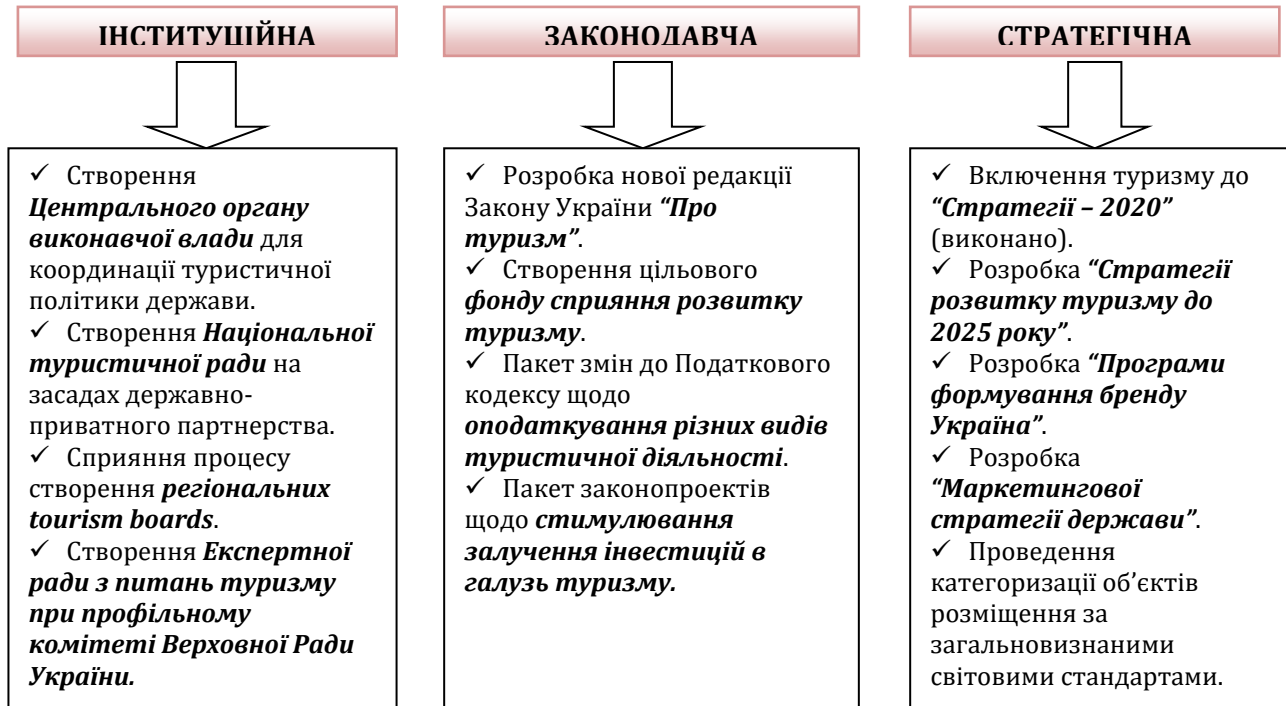 ІНСТИТУЦІЙНА
✓ Створення
Центрального органу
виконавчої влади для
координації туристичної
політики держави.
✓ Створення Національної
туристичної ради на
засадах державно-
приватного партнерства.
✓ Сприяння процесу
створення регіональних
tourism boards.
✓ Створення Експертної
ради з питань туризму
при профільному
комітеті Верховної Ради
України.
ЗАКОНОДАВЧА
✓ Розробка нової редакції
Закону України “Про
туризм”.
✓ Створення цільового
фонду сприяння розвитку
туризму.
✓ Пакет змін до Податкового
кодексу щодо
оподаткування різних видів
туристичної діяльності.
✓ Пакет законопроектів
щодо стимулювання
залучення інвестицій в
галузь туризму.
СТРАТЕГІЧНА
✓ Включення туризму до
“Стратегії – 2020”
(виконано).
✓ Розробка “Стратегії
розвитку туризму до
2025 року”.
✓ Розробка “Програми
формування бренду
Україна”.
✓ Розробка
“Маркетингової
стратегії держави”.
✓ Проведення
категоризації об’єктів
розміщення за
загальновизнаними
світовими стандартами.